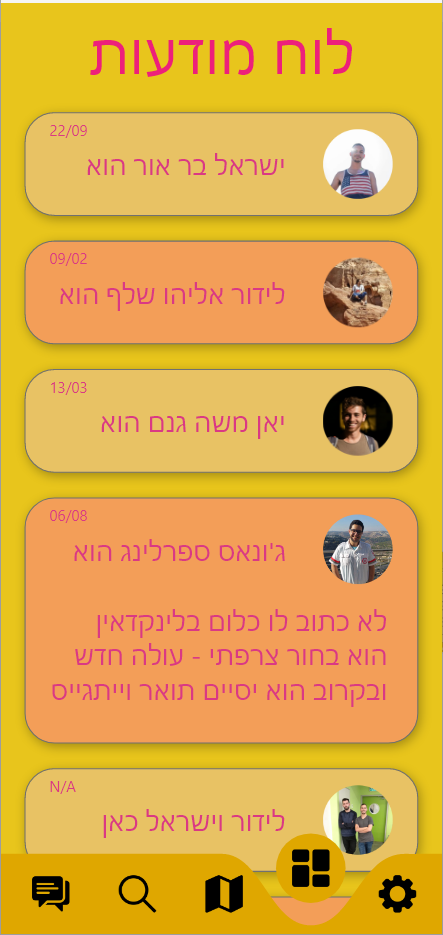 לוח מודעות
22/09
ישראל בר אור הוא
09/02
לידור אליהו שלף הוא
13/03
יאן משה גנם הוא
06/08
ג'ונאס ספרלינג הוא
לא כתוב לו כלום בלינקדאין
הוא בחור צרפתי - עולה חדש
ובקרוב הוא יסיים תואר וייתגייס
N/A
לידור וישראל כאן